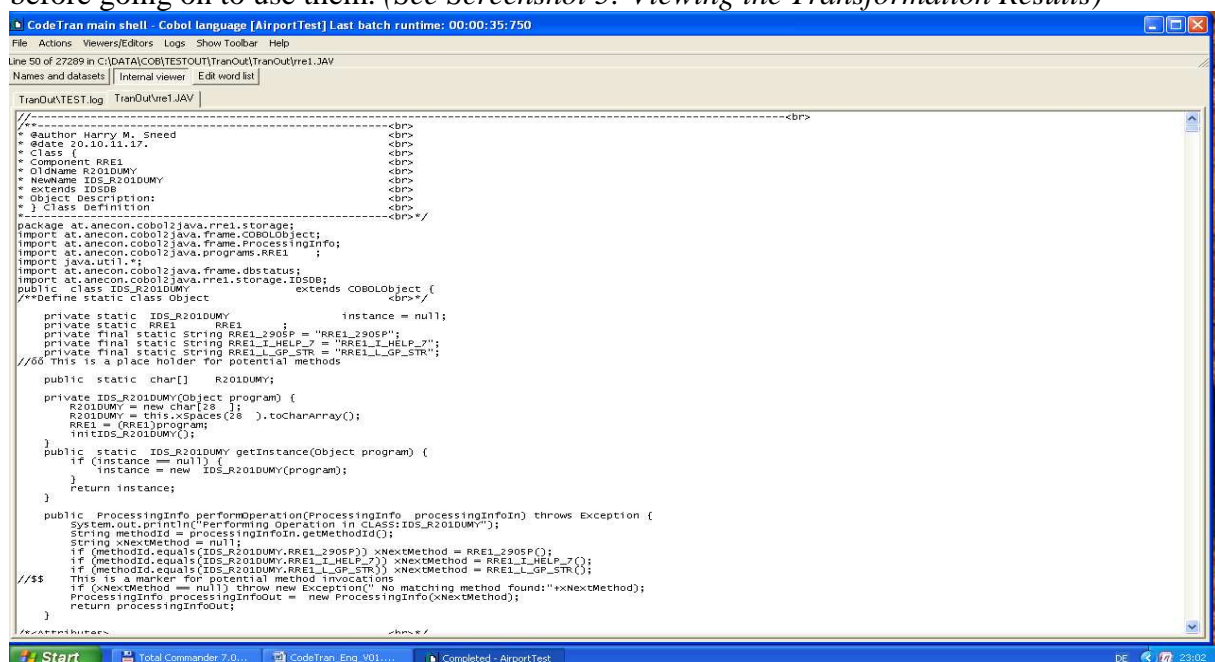 before going on to use them. (See Screenshot 3: Viewing the Transformation Results)
CodeTran main shell - Cobol language [AirportTest] Last batch runtime: 00:00:35:750
File Actions Viewers/Editors Logs Show Toolbar Help
Line 50 of 27289 in C:\DATA\COB\TESTOUT\TranOut\TranOut\rre1.JAV
Names and datasets Internal viewer Edit word list
TranOut\TEST.log TranOut\rre1.JAV
//------------------------------------------------------------------------------------------------<br>
/**--------------------------------------------<br>
* @author Harry M. Sneed <br>
* @date 20.10.11.17. <br>
* Class { <br>
* Component RRE1 <br>
* OldName R201DUMY <br>
* NewName IDS_R201DUMY <br>
* extends IDSDB <br>
* Object Description: <br>
* } Class Definition <br>
*---------------------------------------------<br>*/
package at.anecon.cobol2java.rre1.storage;
import at.anecon.cobol2java.frame.COBOLObject;
import at.anecon.cobol2java.frame.ProcessingInfo;
import at.anecon.cobol2java.programs.RRE1 ;
import java.util.*;
import at.anecon.cobol2java.frame.dbstatus;
import at.anecon.cobol2java.rre1.storage.IDSDB;
public class IDS_R201DUMY extends COBOLObject {
/**Define static class Object <br>*/
private static IDS_R201DUMY instance = null;
private static RRE1 RRE1 ;
private final static String RRE1_2905P = "RRE1_2905P";
private final static String RRE1_I_HELP_7 = "RRE1_I_HELP_7";
private final static String RRE1_L_GP_STR = "RRE1_L_GP_STR";
//õõ This is a place holder for potential methods
public static char[] R201DUMY;
private IDS_R201DUMY(Object program) {
R201DUMY = new char[28 ];
R201DUMY = this.xSpaces(28 ).toCharArray();
RRE1 = (RRE1)program;
initIDS_R201DUMY();
}
public static IDS_R201DUMY getInstance(Object program) {
if (instance == null) {
instance = new IDS_R201DUMY(program);
}
return instance;
}
public ProcessingInfo performOperation(ProcessingInfo processingInfoIn) throws Exception {
System.out.println("Performing Operation in CLASS:IDS_R201DUMY");
String methodId = processingInfoIn.getMethodId();
String xNextMethod = null;
if (methodId.equals(IDS_R201DUMY.RRE1_2905P)) xNextMethod = RRE1_2905P();
if (methodId.equals(IDS_R201DUMY.RRE1_I_HELP_7)) xNextMethod = RRE1_I_HELP_7();
if (methodId.equals(IDS_R201DUMY.RRE1_L_GP_STR)) xNextMethod = RRE1_L_GP_STR();
//$$ This is a marker for potential method invocations
if (xNextMethod == null) throw new Exception(" No matching method found:"+xNextMethod);
ProcessingInfo processingInfoOut = new ProcessingInfo(xNextMethod);
return processingInfoOut;
}
/*<Attributes> <br>*/
Start Total Commander 7.0... CodeTran_Eng_V01.... Completed - AirportTest DE 23:02